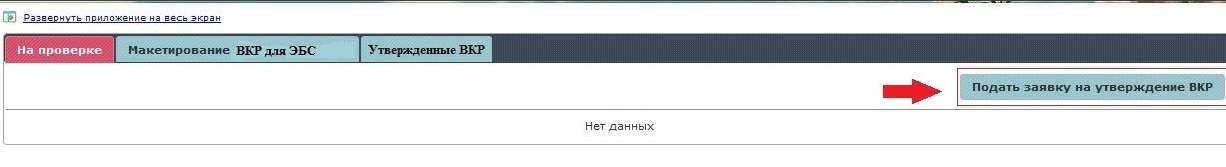 Развернуть приложение на весь экран
На проверке Макетирование ВКР для ЭБС Утвержденные ВКР
Подать заявку на утверждение ВКР
Нет данных